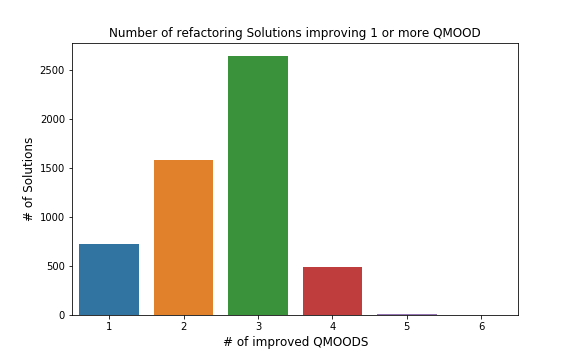 Number of refactoring Solutions improving 1 or more QMOOD
# of Solutions
2500
2000
1500
1000
500
0
1 2 3 4 5 6
# of improved QMOODS